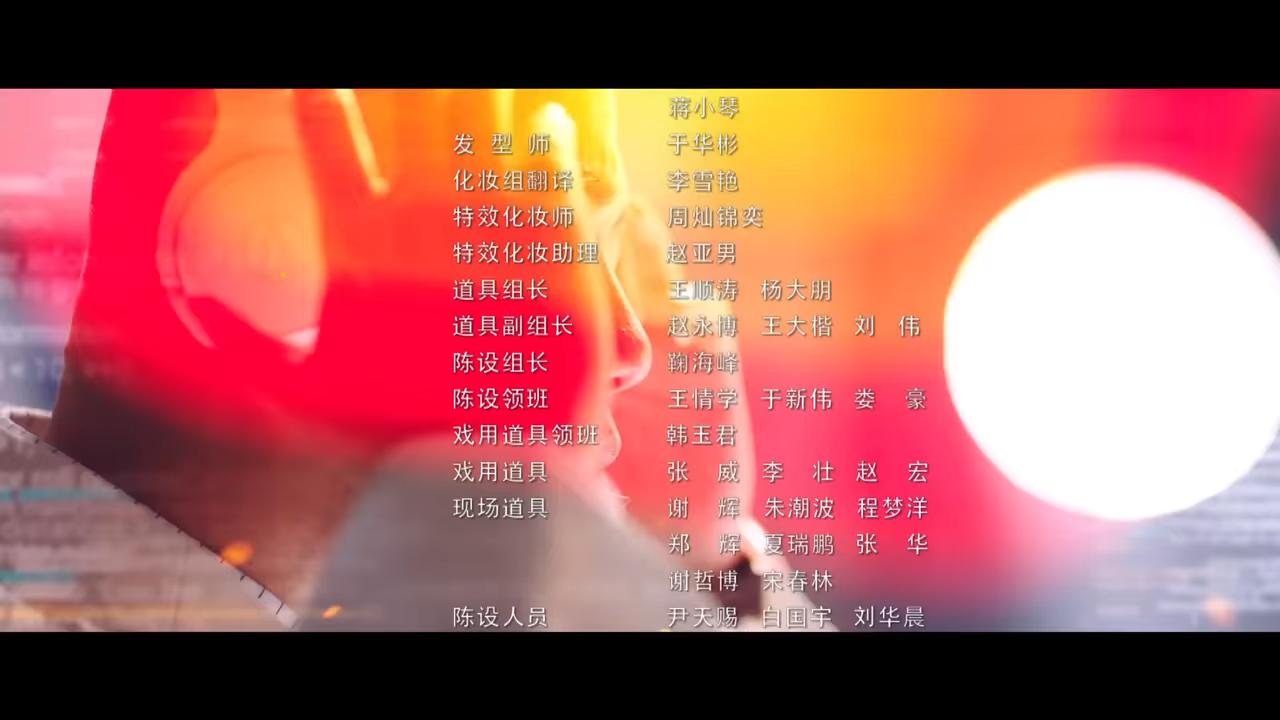 蒋小琴
发 型 师 于华彬
化妆组翻译 李雪艳
特效化妆师 周灿锦奕
特效化妆助理 赵亚男
道具组长 王顺涛 杨大朋
道具副组长 赵永博 王大楷 刘 伟
陈设组长 鞠海峰
陈设领班 王情学 于新伟 娄 豪
戏用道具领班 韩玉君
戏用道具 张 威 李 壮 赵 宏
现场道具 谢 辉 朱潮波 程梦洋
郑 辉 夏瑞鹏 张 华
谢哲博 宋春林
陈设人员 尹天赐 白国宇 刘华晨